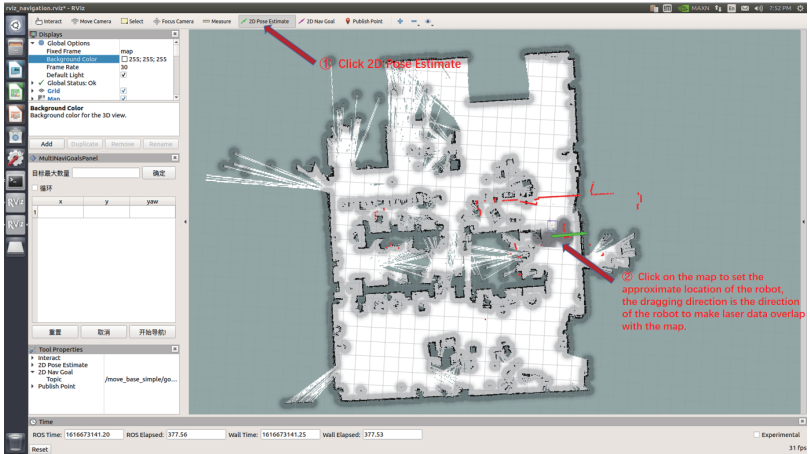 rviz_navigation.rviz* - RViz
MAXN
En
7:52 PM
Interact
Move Camera
Select
Focus Camera
Measure
2D Pose Estimate
2D Nav Goal
Publish Point
Displays
Global Options
Fixed Frame map
Background Color 255; 255; 255
Frame Rate 30
Default Light ✓
Global Status: Ok
Grid
Map
Background Color
Background color for the 3D view.
Add Duplicate Remove Rename
MultiNaviGoalsPanel
目标最大数量 确定
循环
x y yaw
1
重置 取消 开始导航!
Tool Properties
Interact
2D Pose Estimate
2D Nav Goal
Topic /move_base_simple/go...
Publish Point
① Click 2D Pose Estimate
② Click on the map to set the
approximate location of the robot,
the dragging direction is the direction
of the robot to make laser data overlap
with the map.
Time
ROS Time: 1616673141.20 ROS Elapsed: 377.56 Wall Time: 1616673141.25 Wall Elapsed: 377.53 Experimental
Reset 31 fps
RViz
RViz